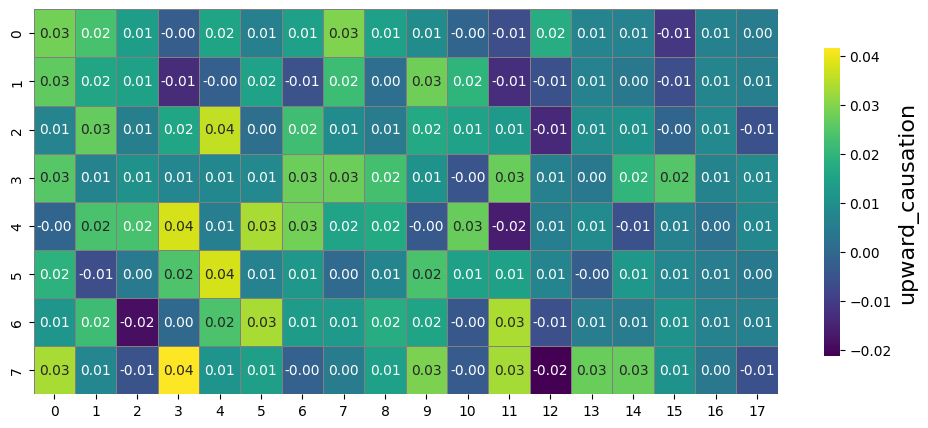 0 0.03 0.02 0.01 -0.00 0.02 0.01 0.01 0.03 0.01 0.01 -0.00 -0.01 0.02 0.01 0.01 -0.01 0.01 0.00
1 0.03 0.02 0.01 -0.01 -0.00 0.02 -0.01 0.02 0.00 0.03 0.02 -0.01 -0.01 0.01 0.00 -0.01 0.01 0.01
2 0.01 0.03 0.01 0.02 0.04 0.00 0.02 0.01 0.01 0.02 0.01 0.01 -0.01 0.01 0.01 -0.00 0.01 -0.01
3 0.03 0.01 0.01 0.01 0.01 0.01 0.03 0.03 0.02 0.01 -0.00 0.03 0.01 0.00 0.02 0.02 0.01 0.01
4 -0.00 0.02 0.02 0.04 0.01 0.03 0.03 0.02 0.02 -0.00 0.03 -0.02 0.01 0.01 -0.01 0.01 0.00 0.01
5 0.02 -0.01 0.00 0.02 0.04 0.01 0.01 0.00 0.01 0.02 0.01 0.01 0.01 -0.00 0.01 0.01 0.01 0.00
6 0.01 0.02 -0.02 0.00 0.02 0.03 0.01 0.01 0.02 0.02 -0.00 0.03 -0.01 0.01 0.01 0.01 0.01 0.01
7 0.03 0.01 -0.01 0.04 0.01 0.01 -0.00 0.00 0.01 0.03 -0.00 0.03 -0.02 0.03 0.03 0.01 0.00 -0.01
0 1 2 3 4 5 6 7 8 9 10 11 12 13 14 15 16 17
0.04
0.03
0.02
0.01
0.00
−0.01
−0.02
upward_causation